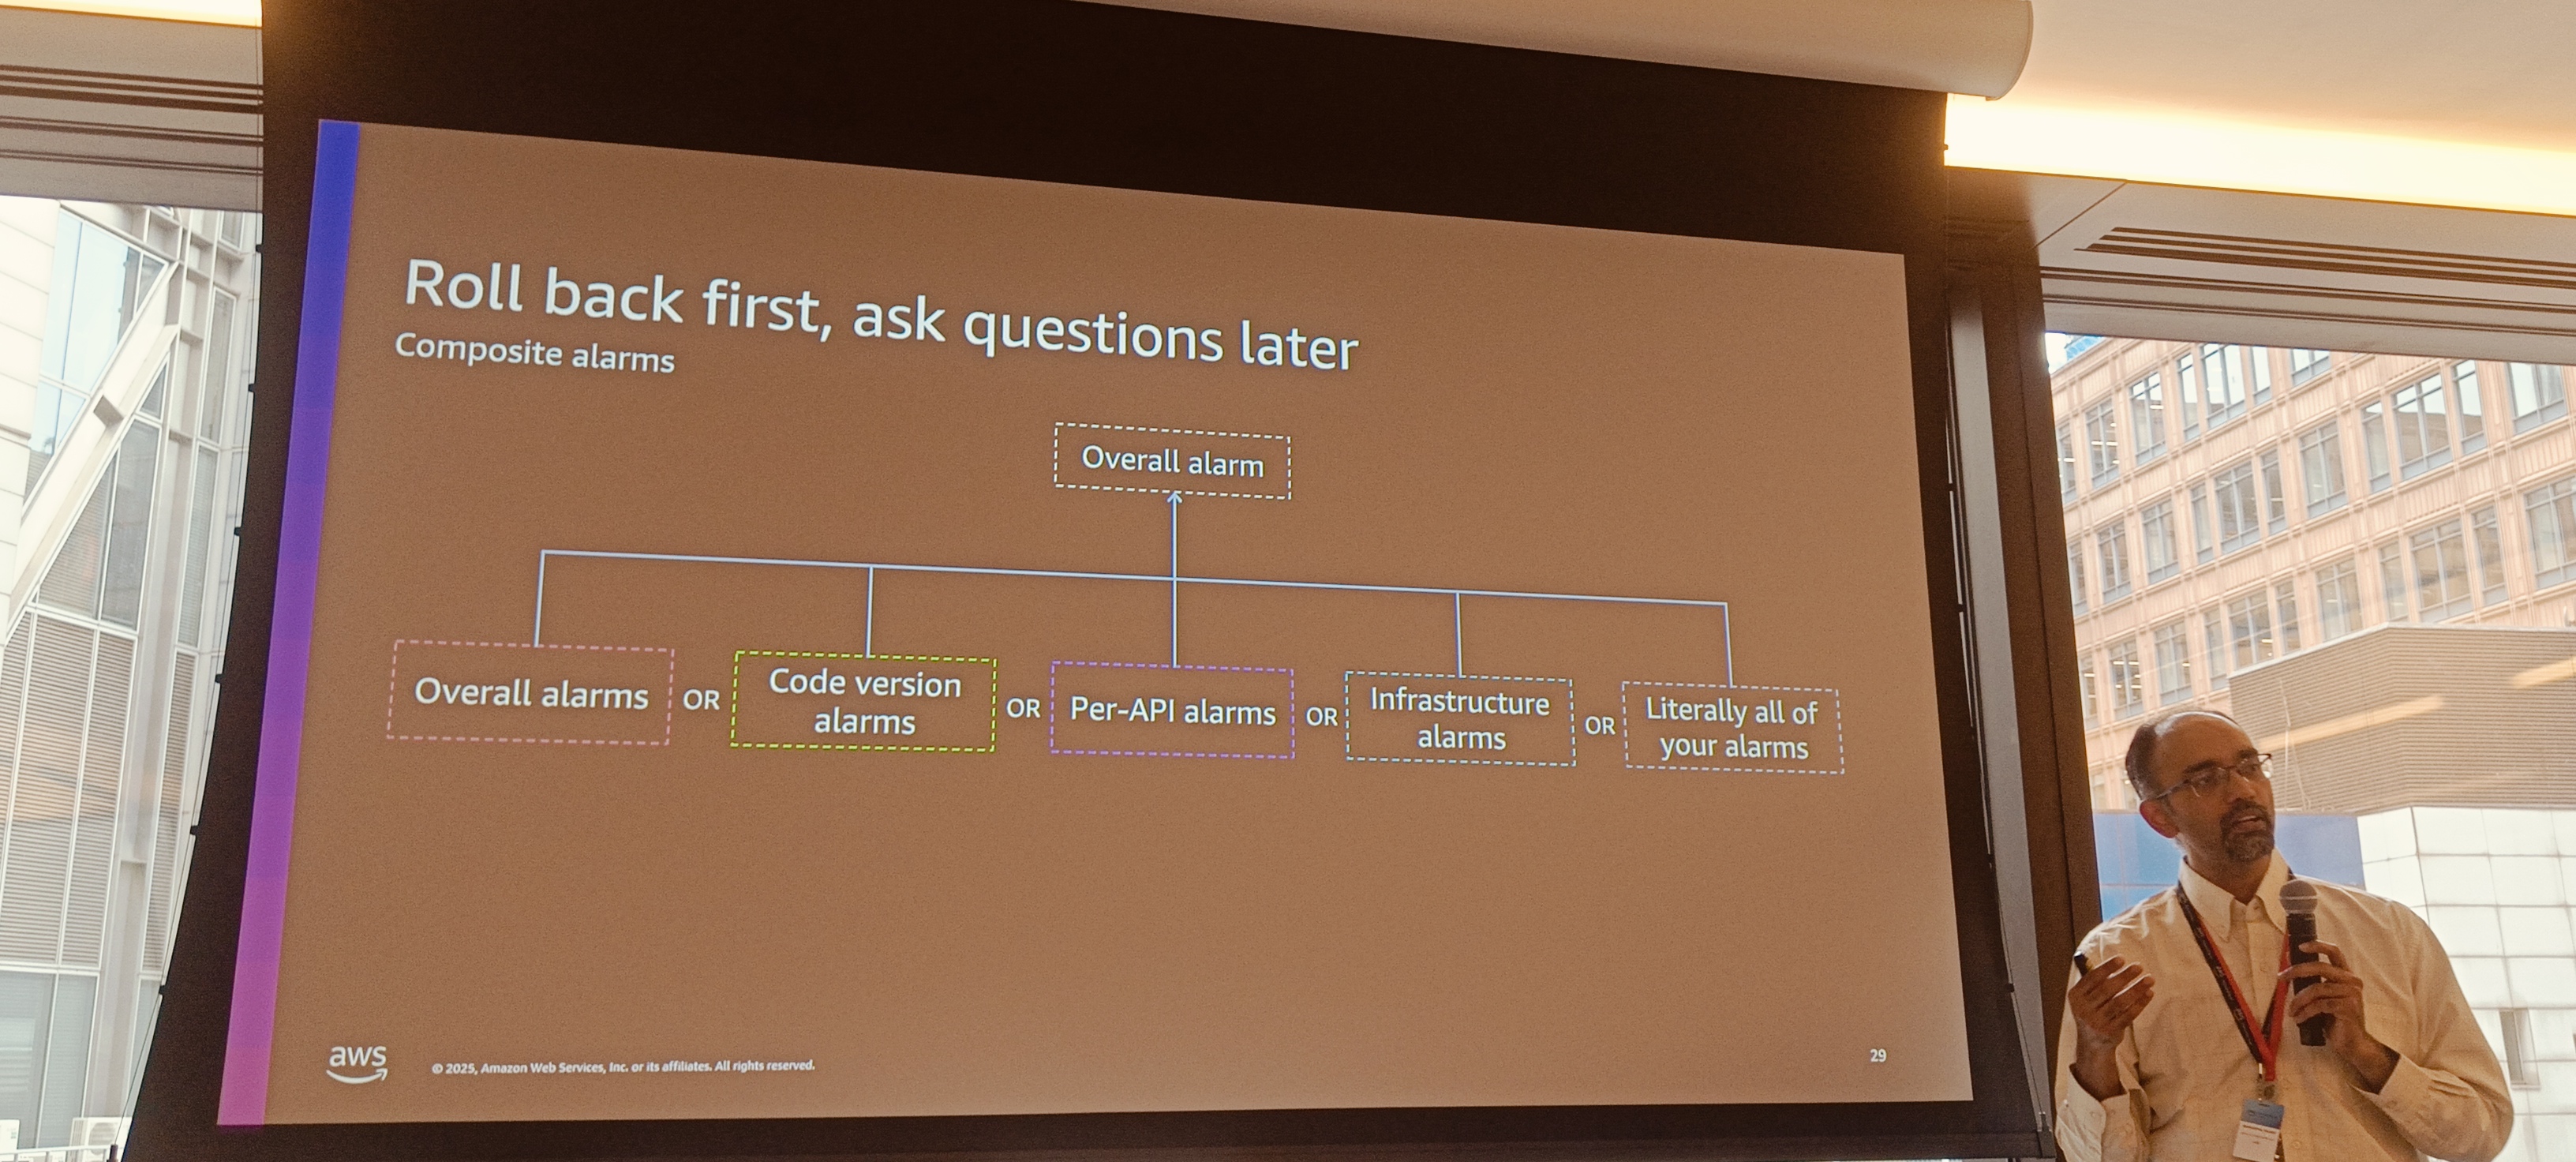 Roll back first, ask questions later
Composite alarms
Overall alarm
Overall alarms
OR
Code version
alarms
OR
Per-API alarms
OR
Infrastructure
alarms
OR
Literally all of
your alarms
aws
© 2025, Amazon Web Services, Inc. or its affiliates. All rights reserved.
29